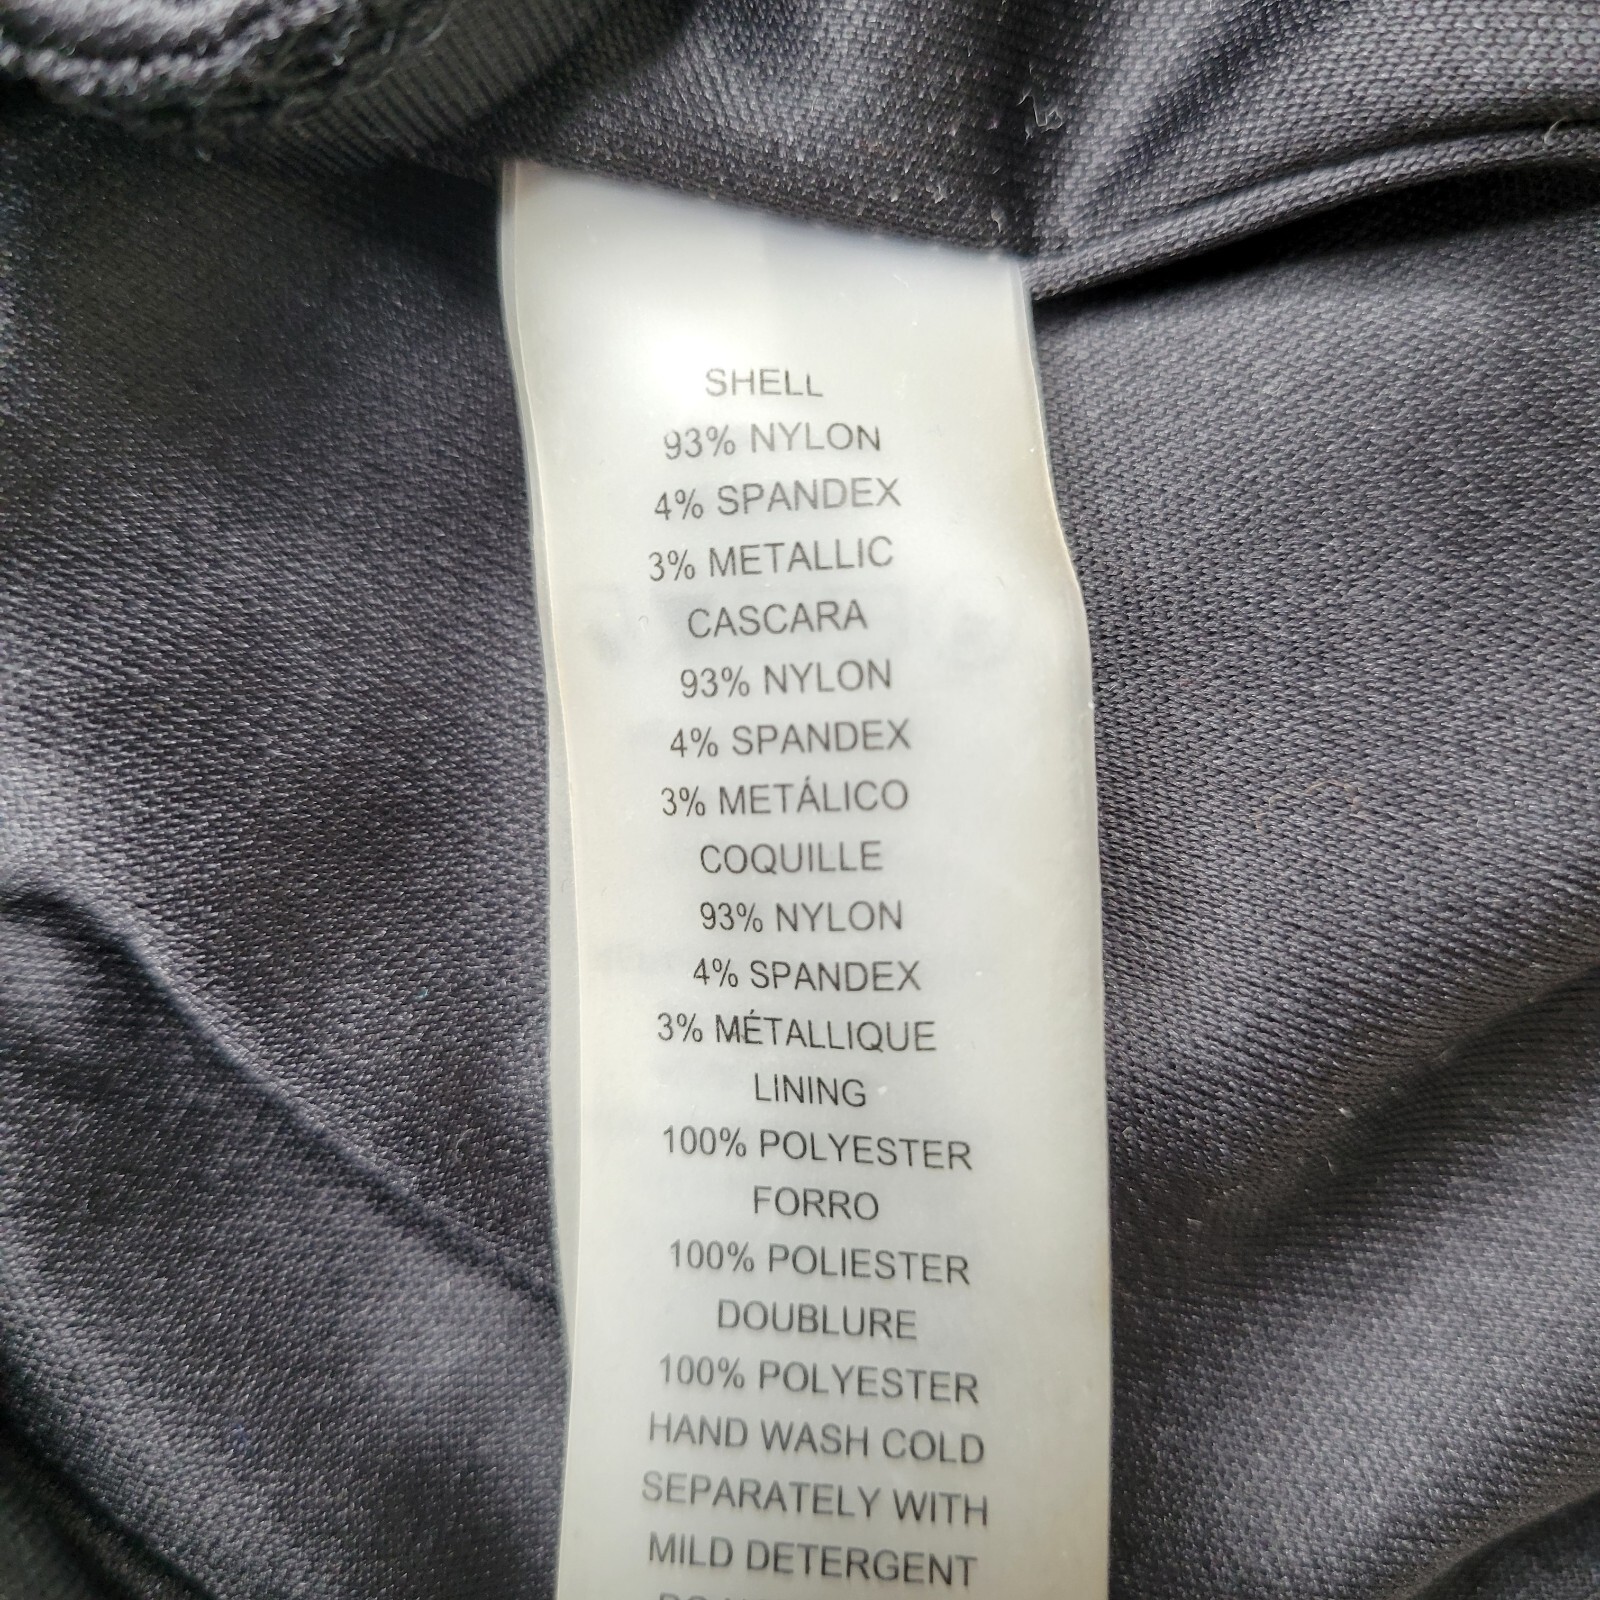 SHELL
93% NYLON
4% SPANDEX
3% METALLIC
CASCARA
93% NYLON
4% SPANDEX
3% METÁLICO
COQUILLE
93% NYLON
4% SPANDEX
3% MÉTALLIQUE
LINING
100% POLYESTER
FORRO
100% POLIESTER
DOUBLURE
100% POLYESTER
HAND WASH COLD
SEPARATELY WITH
MILD DETERGENT